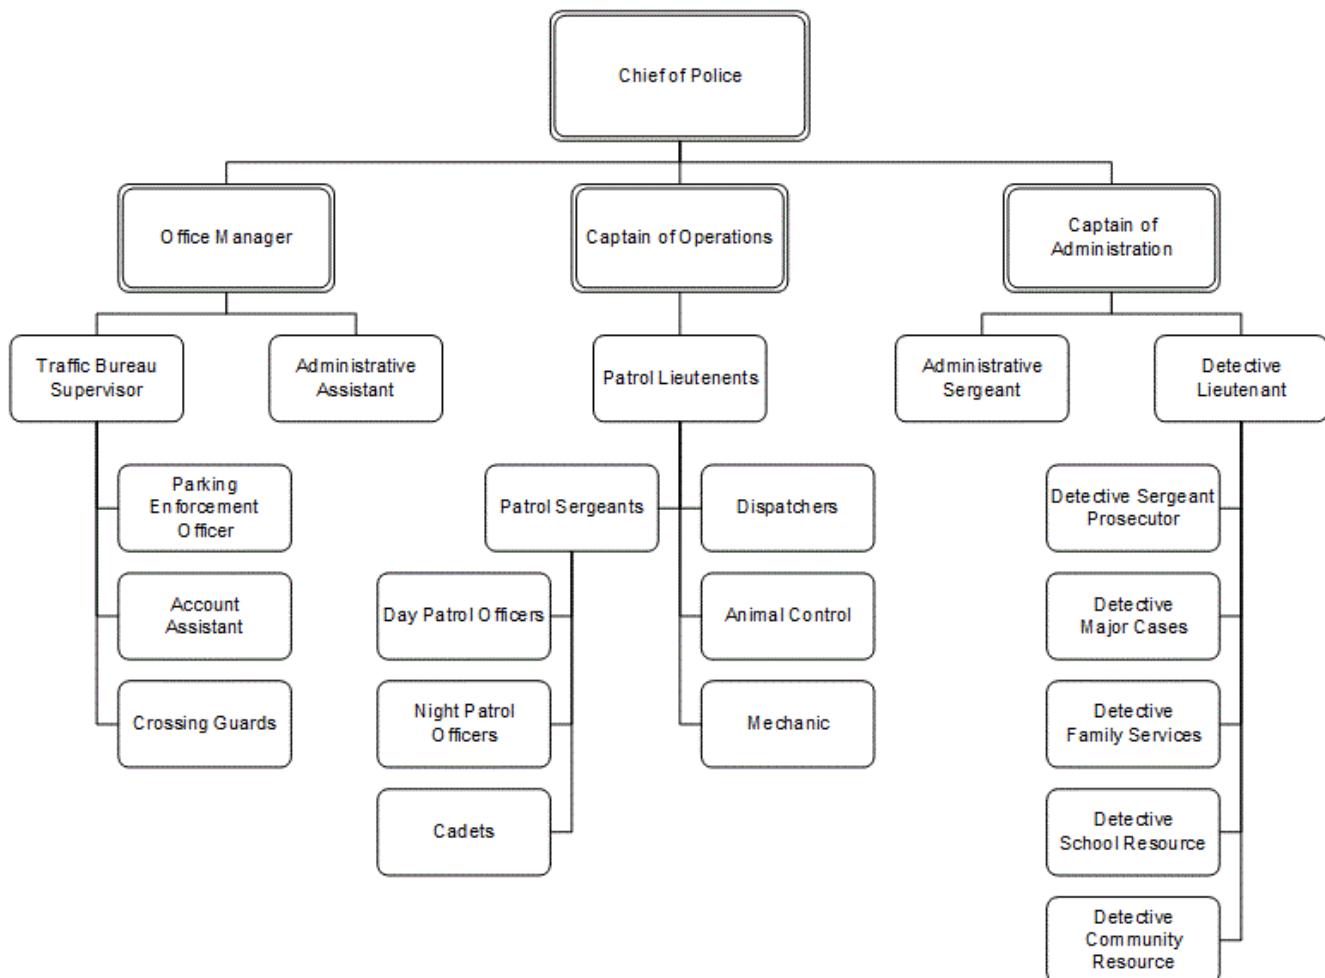 Chief of Police
Office Manager
Captain of Operations
Captain of
Administration
Traffic Bureau
Supervisor
Administrative
Assistant
Patrol Lieutenents
Administrative
Sergeant
Detective
Lieutenant
Parking
Enforcement
Officer
Patrol Sergeants
Dispatchers
Detective Sergeant
Prosecutor
Account
Assistant
Day Patrol Officers
Animal Control
Detective
Major Cases
Crossing Guards
Night Patrol
Officers
Mechanic
Detective
Family Services
Cadets
Detective
School Resource
Detective
Community
Resource